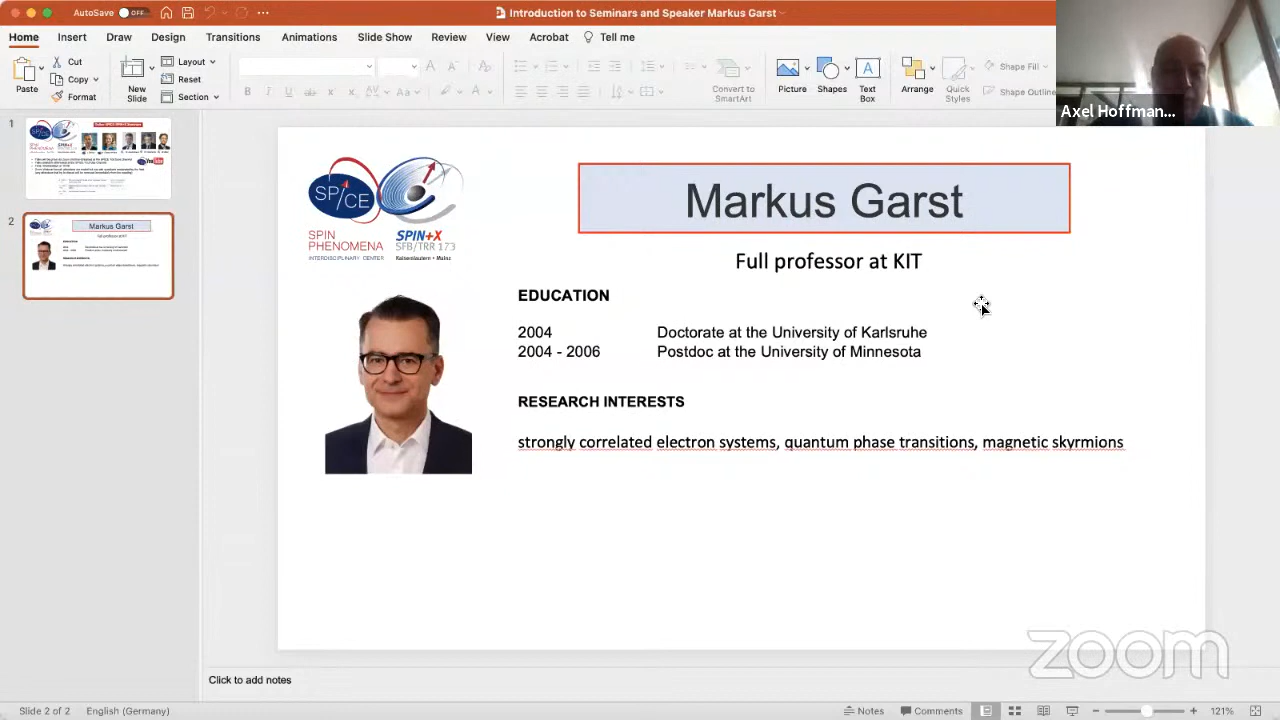 AutoSave OFF
Introduction to Seminars and Speaker Markus Garst
Home Insert Draw Design Transitions Animations Slide Show Review View Acrobat Tell me
Paste
Cut
Copy
Format
New
Slide
Layout
Reset
Section
Convert to
SmartArt
Picture
Shapes
Text
Box
Arrange
Quick
Styles
Shape Fill
Shape Outline
Axel Hoffman...
1
2
Markus Garst
SPICE
SPIN
PHENOMENA
INTERDISCIPLINARY CENTER
SPIN+X
SFB/TRR 173
Kaiserslautern • Mainz
Markus Garst
Full professor at KIT
EDUCATION
2004 Doctorate at the University of Karlsruhe
2004 - 2006 Postdoc at the University of Minnesota
RESEARCH INTERESTS
strongly correlated electron systems, quantum phase transitions, magnetic skyrmions
zoom
Click to add notes
Slide 2 of 2 English (Germany) Notes Comments 121%